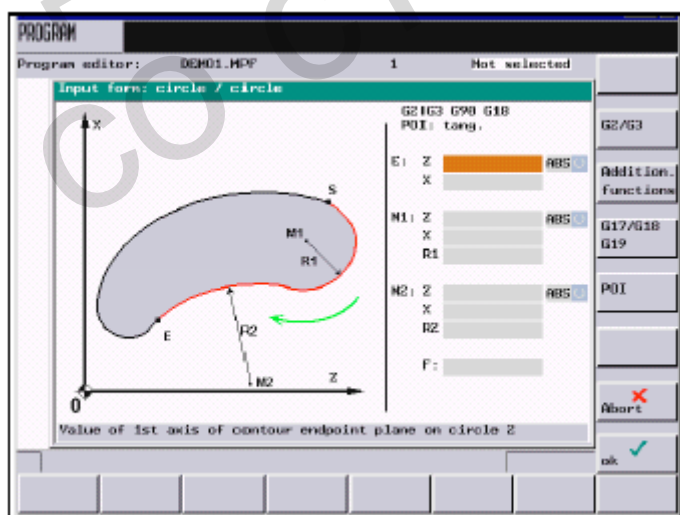 PROGRAM
Program editor: DEMO1.MPF 1 Not selected
Input form: circle / circle
G2/G3 G90 G18
POI: tang.
X
S
M1
R1
E
R2
M2
Z
0
E: Z ABS
X
M1: Z ABS
X
R1
M2: Z ABS
X
R2
F:
Value of 1st axis of contour endpoint plane on circle 2
G2/G3
Addition.
functions
G17/G18
G19
POI
Abort
ok
CO